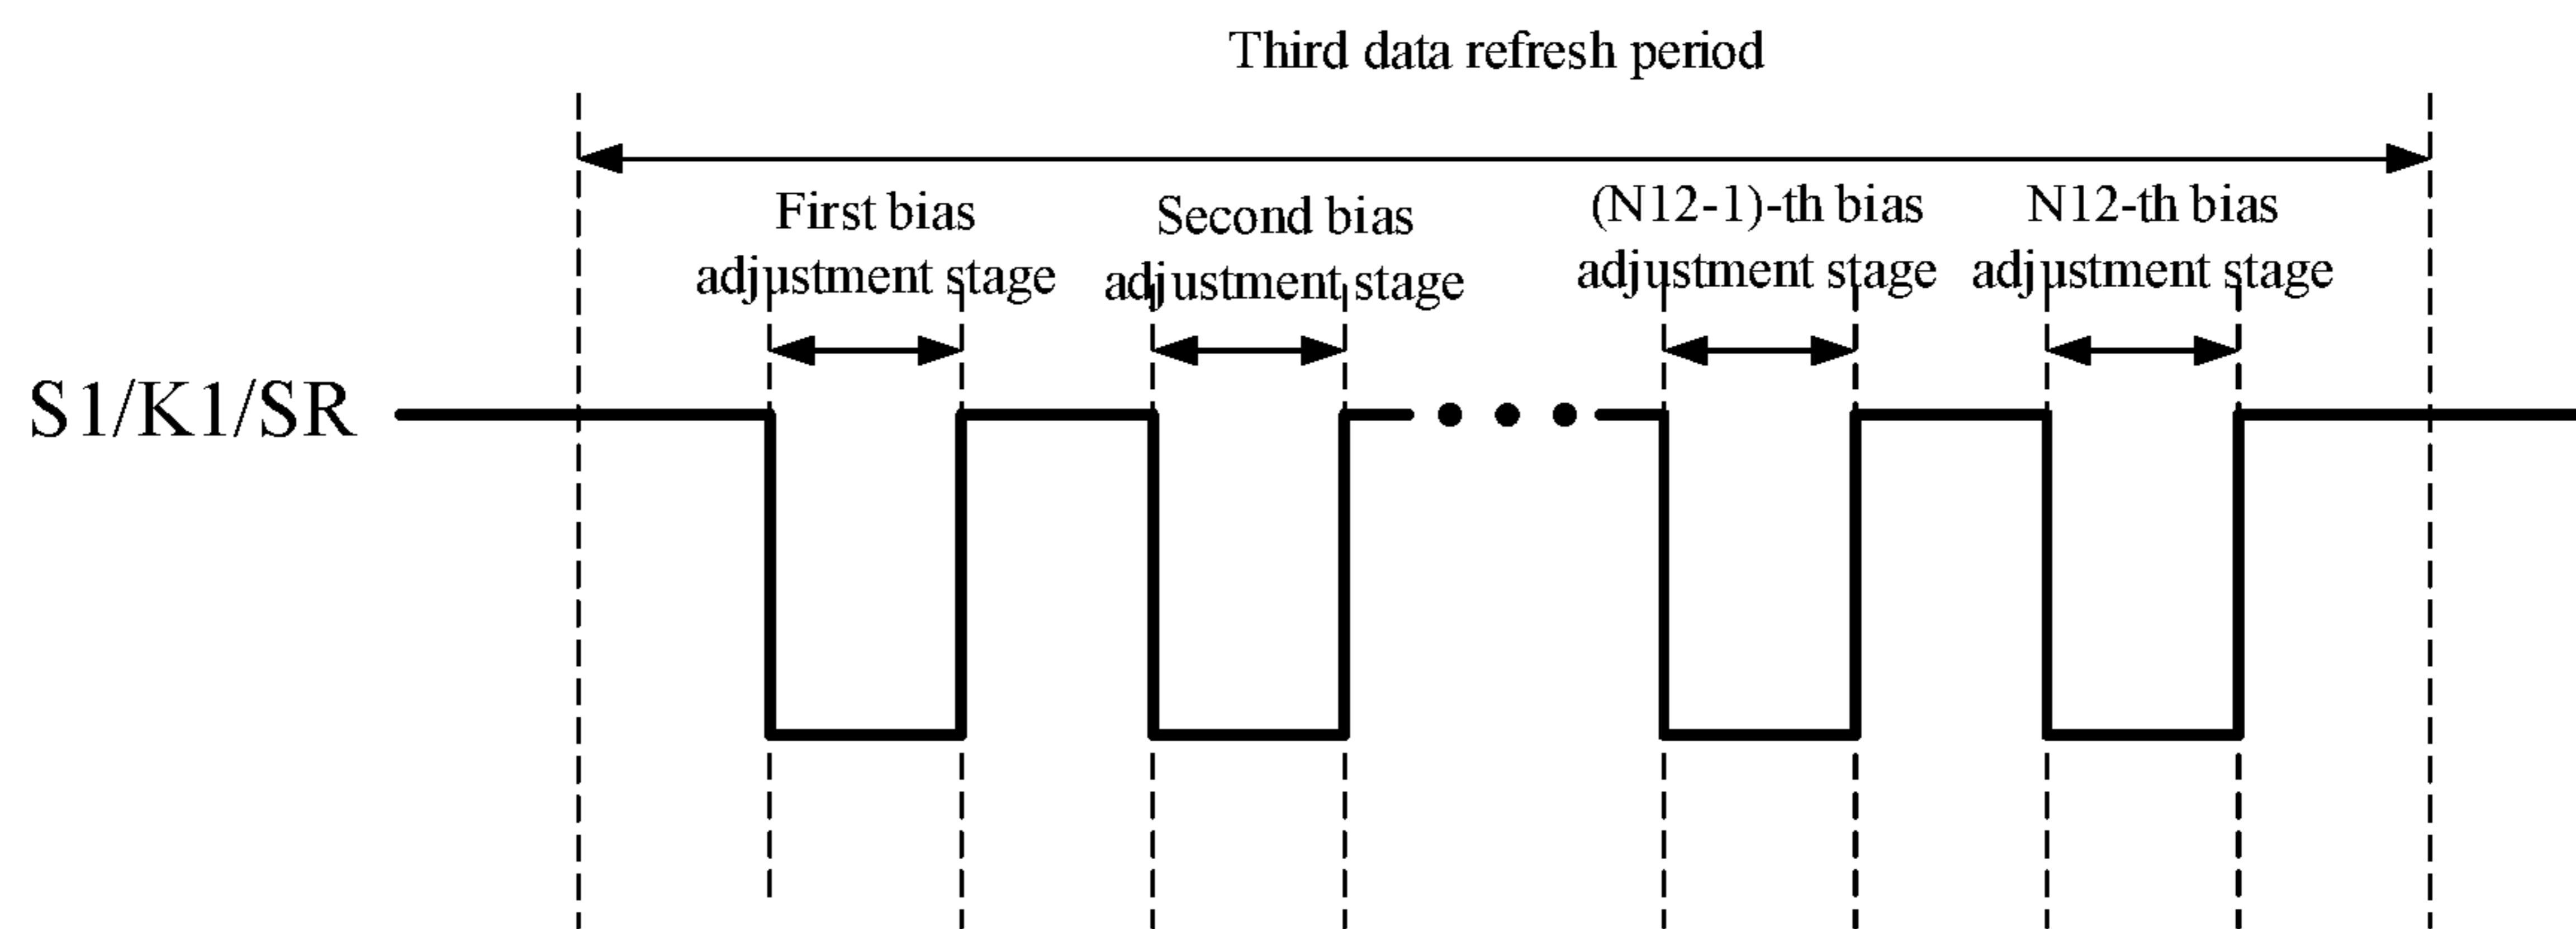 Third data refresh period
First bias
adjustment stage
Second bias
adjustment stage
(N12-1)-th bias
adjustment stage
N12-th bias
adjustment stage
S1/K1/SR